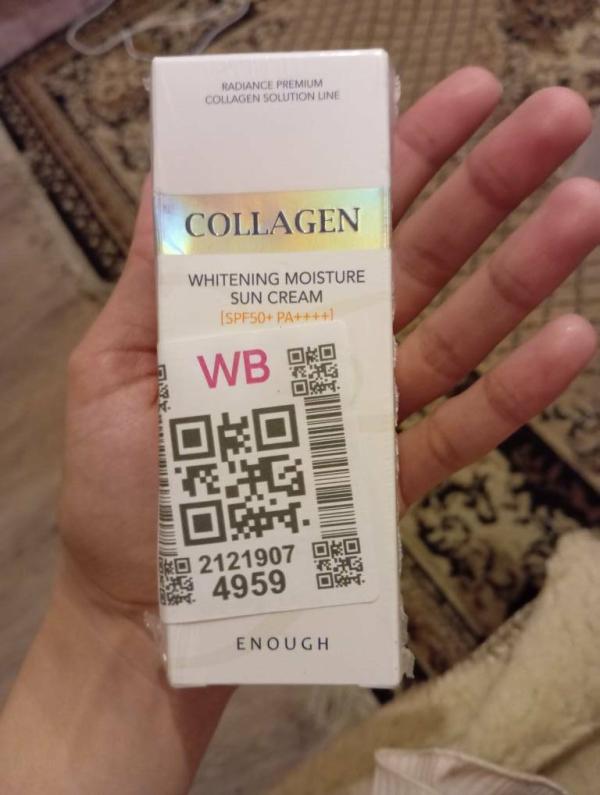 RADIANCE PREMIUM
COLLAGEN SOLUTION LINE
COLLAGEN
WHITENING MOISTURE
SUN CREAM
[SPF50+ PA++++]
WB
2121907
4959
ENOUGH